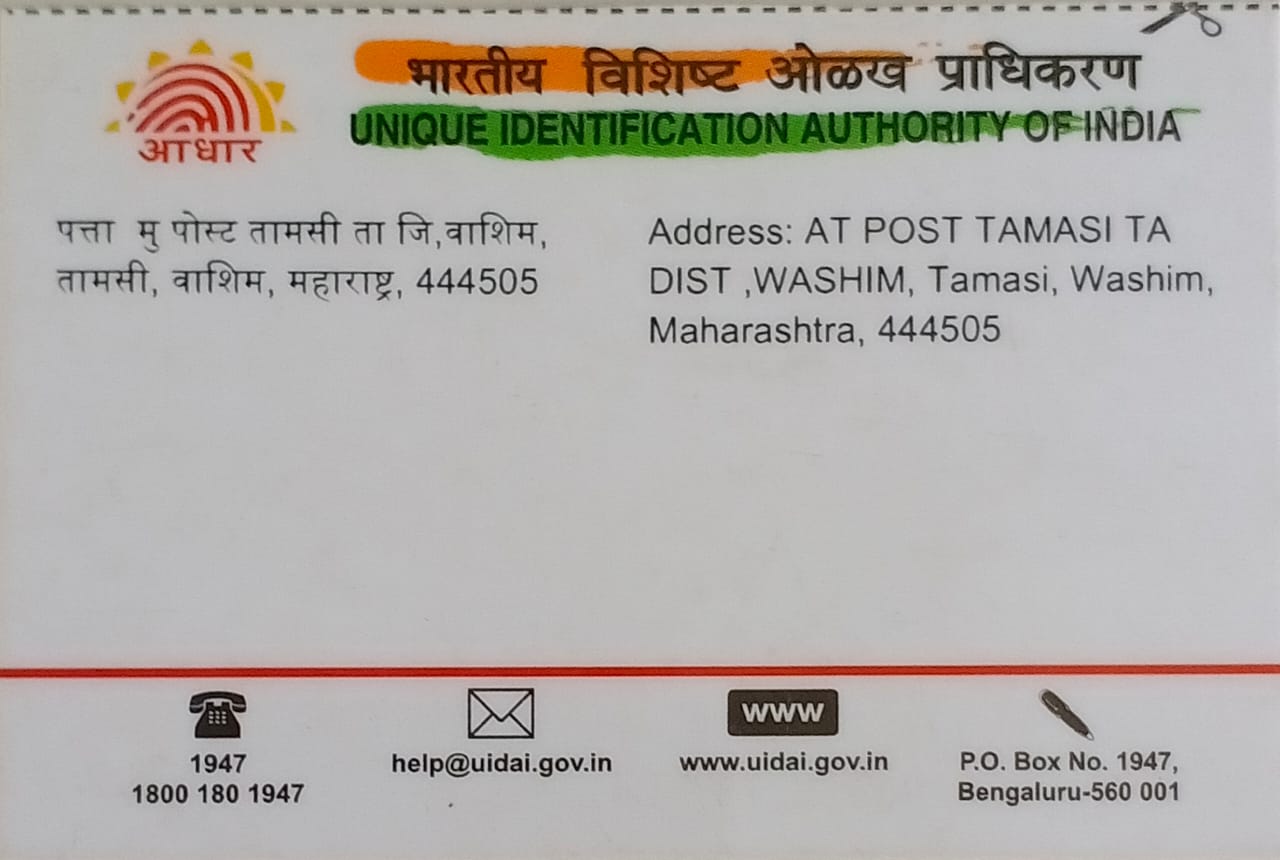 आधार
भारतीय विशिष्ट ओळख प्राधिकरण
UNIQUE IDENTIFICATION AUTHORITY OF INDIA
पत्ता मु पोस्ट तामसी ता जि,वाशिम,
तामसी, वाशिम, महाराष्ट्र, 444505
Address: AT POST TAMASI TA
DIST ,WASHIM, Tamasi, Washim,
Maharashtra, 444505
1947
1800 180 1947
help@uidai.gov.in
www
www.uidai.gov.in
P.O. Box No. 1947,
Bengaluru-560 001